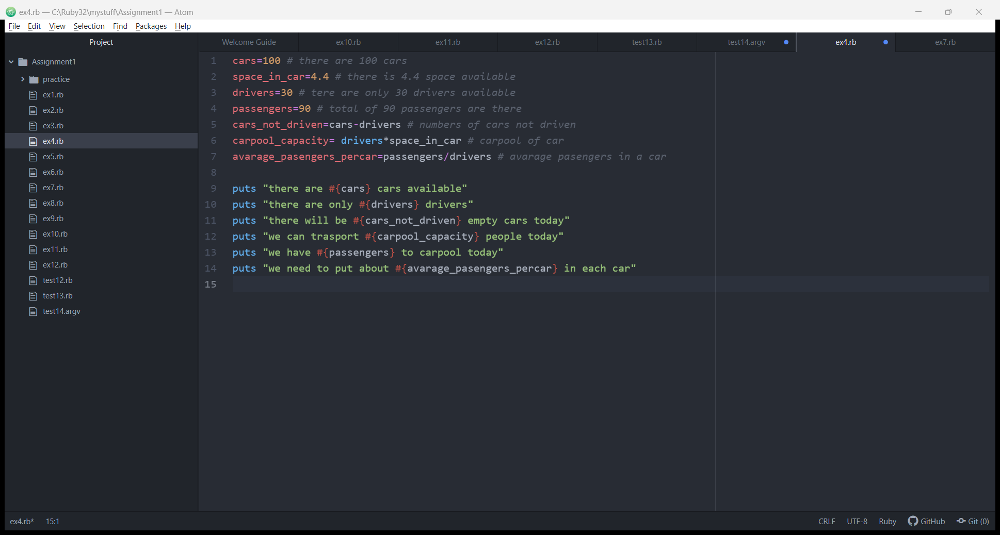 ex4.rb — C:\Ruby32\mystuff\Assignment1 — Atom
File Edit View Selection Find Packages Help
Project
Welcome Guide ex10.rb ex11.rb ex12.rb test13.rb test14.argv ex4.rb ex7.rb
Assignment1
practice
ex1.rb
ex2.rb
ex3.rb
ex4.rb
ex5.rb
ex6.rb
ex7.rb
ex8.rb
ex9.rb
ex10.rb
ex11.rb
ex12.rb
test12.rb
test13.rb
test14.argv
1 cars=100 # there are 100 cars
2 space_in_car=4.4 # there is 4.4 space available
3 drivers=30 # tere are only 30 drivers available
4 passengers=90 # total of 90 passengers are there
5 cars_not_driven=cars-drivers # numbers of cars not driven
6 carpool_capacity= drivers*space_in_car # carpool of car
7 avarage_pasengers_percar=passengers/drivers # avarage pasengers in a car
8
9 puts "there are #{cars} cars available"
10 puts "there are only #{drivers} drivers"
11 puts "there will be #{cars_not_driven} empty cars today"
12 puts "we can trasport #{carpool_capacity} people today"
13 puts "we have #{passengers} to carpool today"
14 puts "we need to put about #{avarage_pasengers_percar} in each car"
15
ex4.rb* 15:1 CRLF UTF-8 Ruby GitHub Git (0)